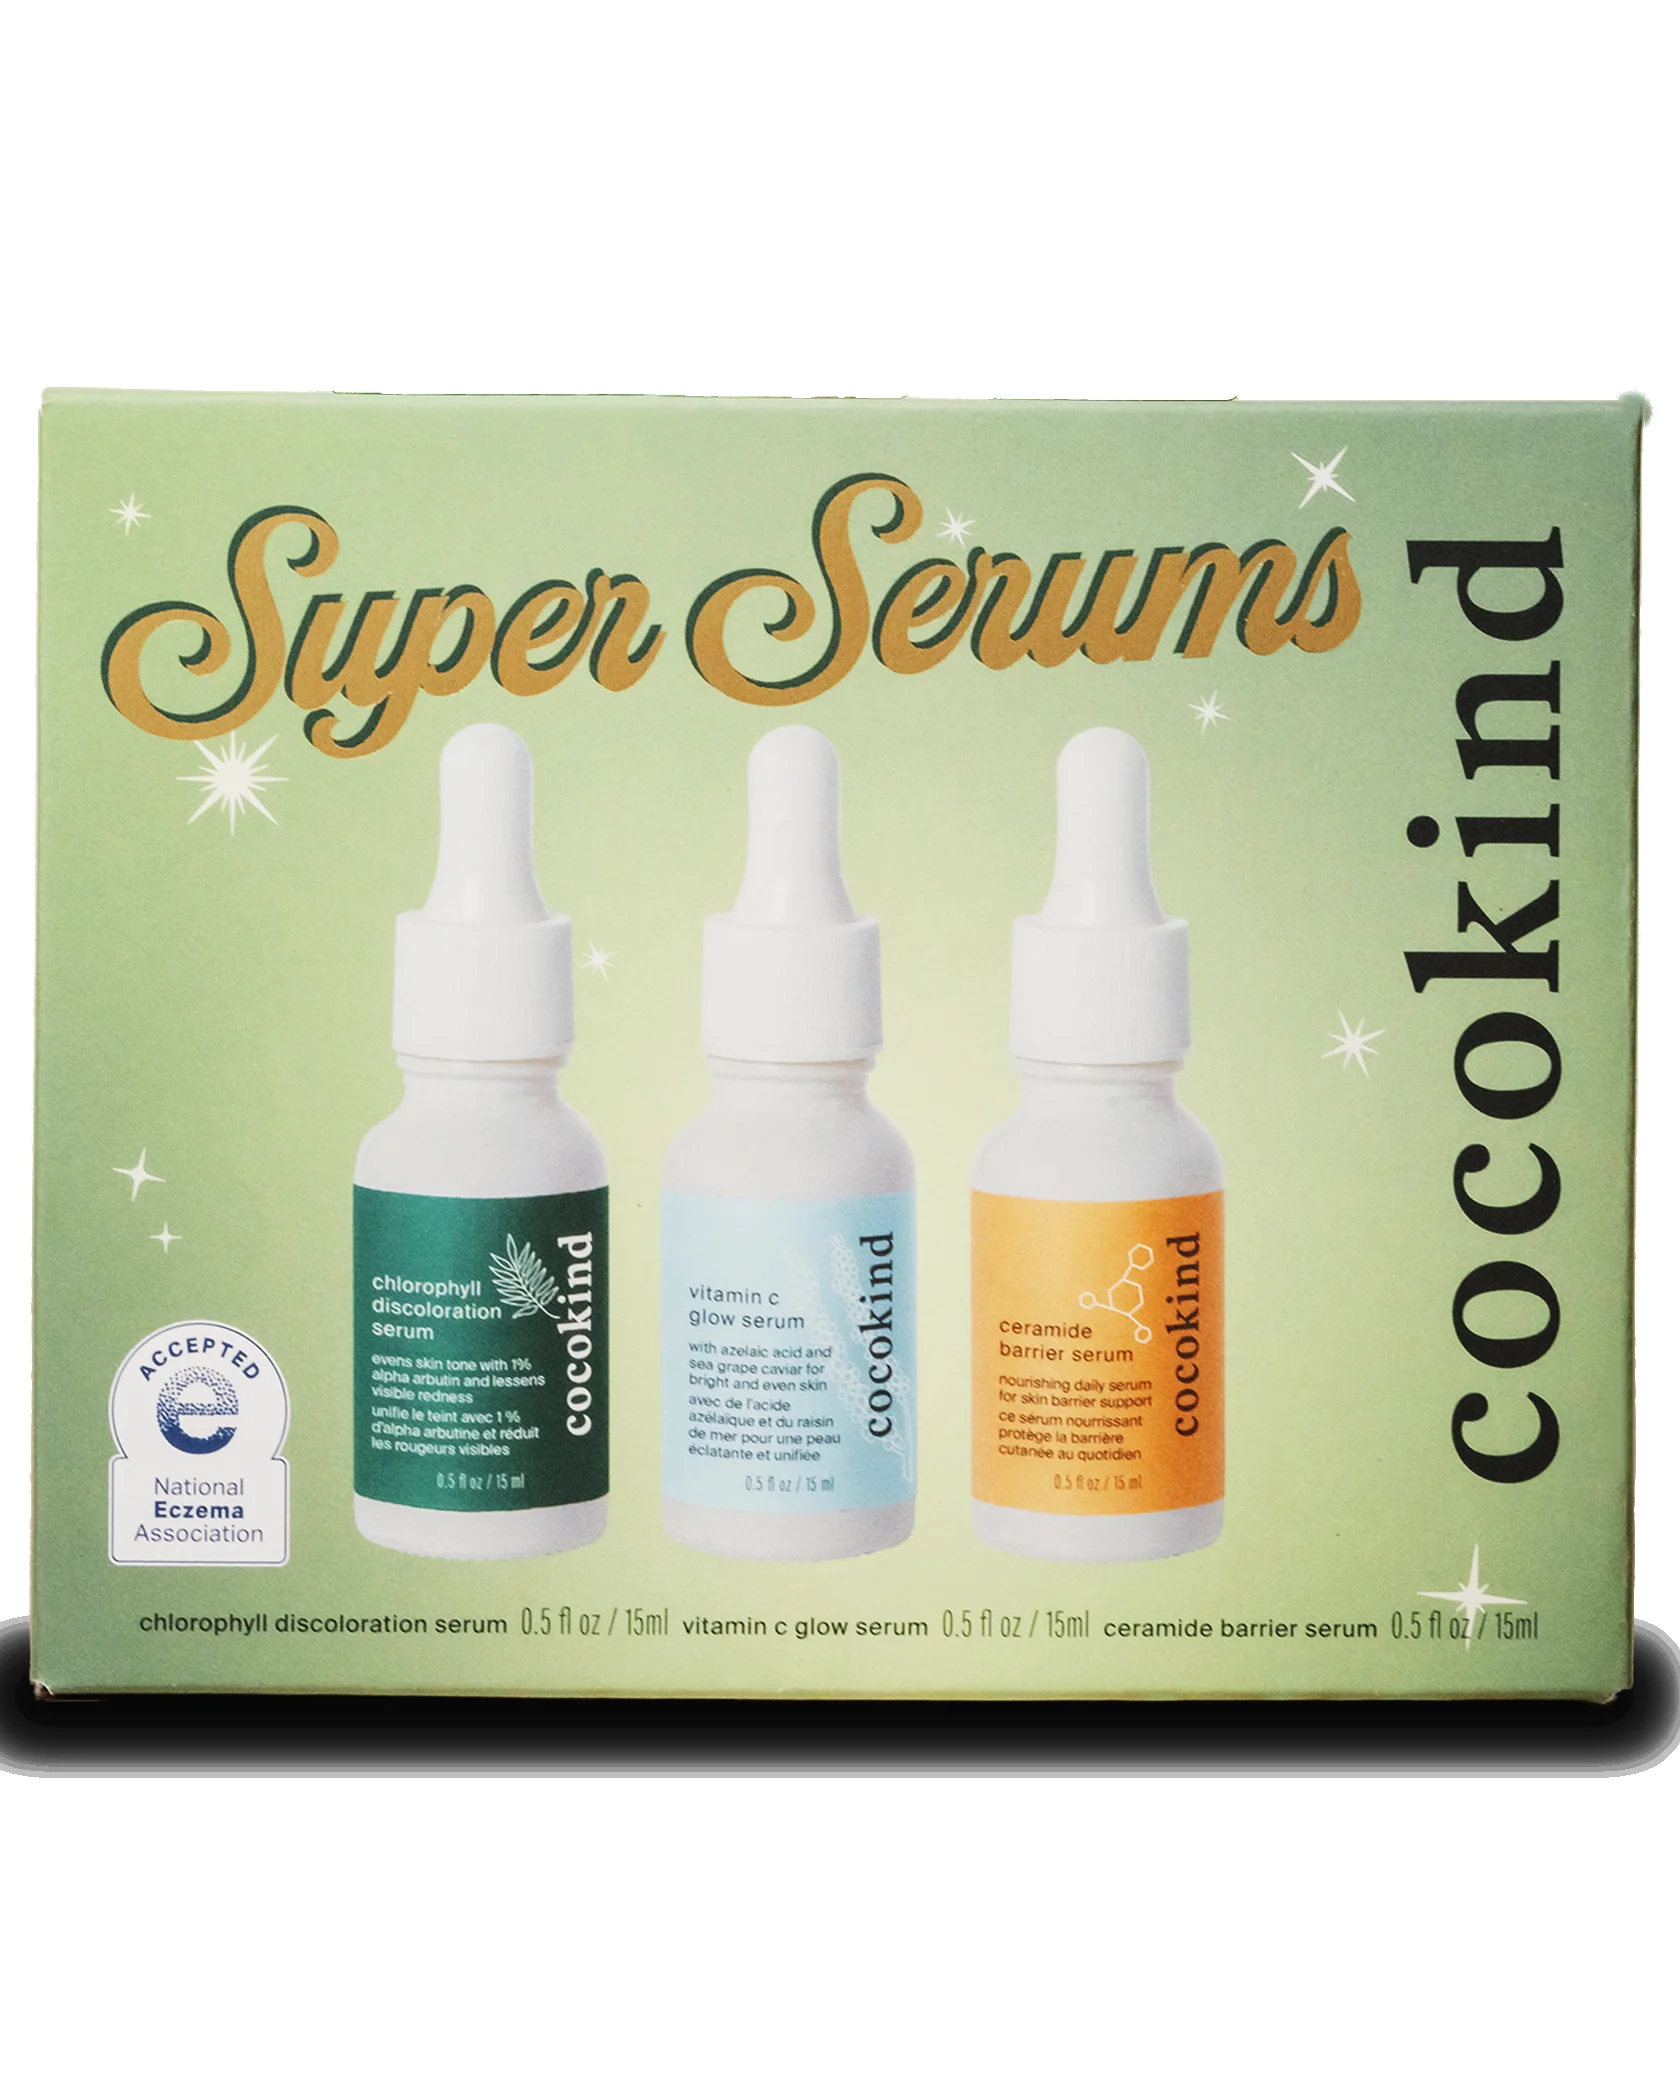 Super Serums
cocokind
chlorophyll
discoloration
serum
evens skin tone with 1%
alpha arbutin and lessens
visible redness
unifie le teint avec 1 %
d'alpha arbutine et réduit
les rougeurs visibles
0.5 fl oz / 15 ml
cocokind
vitamin c
glow serum
with azelaic acid and
sea grape caviar for
bright and even skin
avec de l'acide
azélaïque et du raisin
de mer pour une peau
éclatante et unifiée
0.5 fl oz / 15 ml
cocokind
ceramide
barrier serum
nourishing daily serum
for skin barrier support
ce sérum nourrissant
protège la barrière
cutanée au quotidien
0.5 fl oz / 15 ml
cocokind
ACCEPTED
e
National
Eczema
Association
chlorophyll discoloration serum 0.5 fl oz / 15ml vitamin c glow serum 0.5 fl oz / 15ml ceramide barrier serum 0.5 fl oz / 15ml